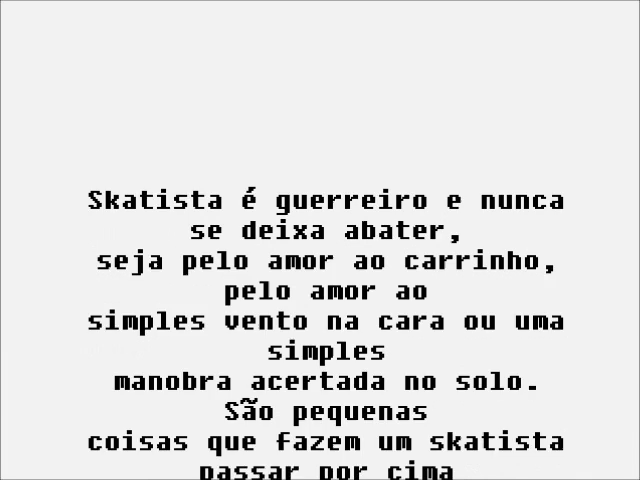 Skatista é guerreiro e nunca
se deixa abater,
seja pelo amor ao carrinho,
pelo amor ao
simples vento na cara ou uma
simples
manobra acertada no solo.
São pequenas
coisas que fazem um skatista
passar por cima